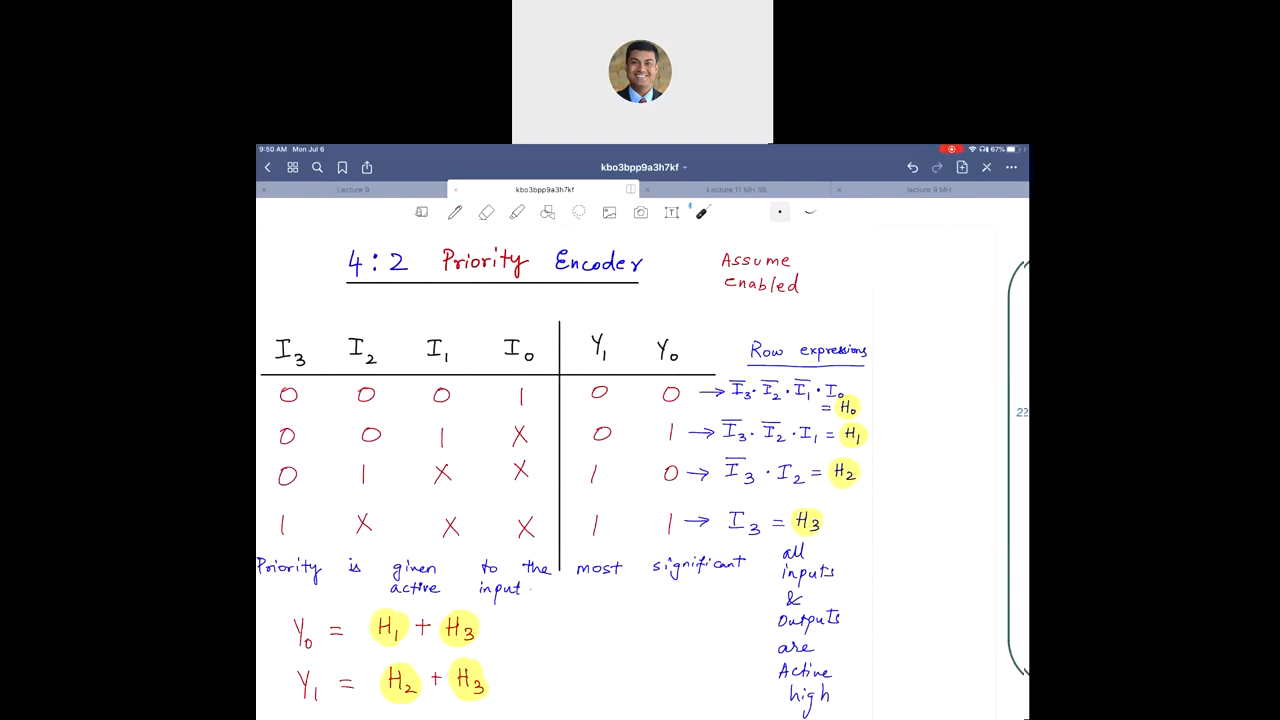 9:50 AM Mon Jul 6
67%
kbo3bpp9a3h7kf
Lecture 9
kbo3bpp9a3h7kf
Lecture 11 MH SS
lecture 9 MH
4 : 2 Priority Encoder
Assume
enabled
I₃ I₂ I₁ I₀ Y₁ Y₀ Row expressions
0 0 0 1 0 0 → I̅₃ · I̅₂ · I̅₁ · I₀
= H₀
0 0 1 X 0 1 → I̅₃ · I̅₂ · I₁ = H₁
0 1 X X 1 0 → I̅₃ · I₂ = H₂
1 X X X 1 1 → I₃ = H₃
Priority is given to the most significant
active input.
all
inputs
&
outputs
are
Active
high
Y₀ = H₁ + H₃
Y₁ = H₂ + H₃
22